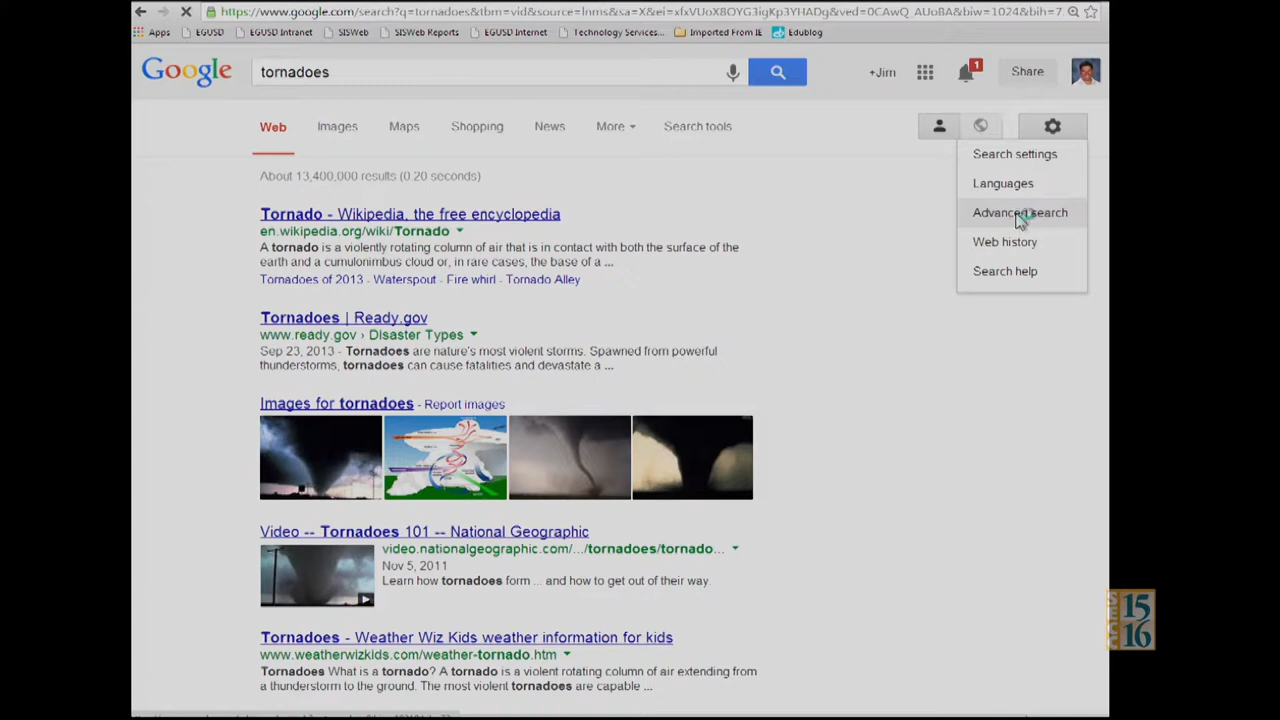 https://www.google.com/search?q=tornadoes&tbm=vid&source=lnms&sa=X&ei=xfxVUoX8OYG3igKp3YHADg&ved=0CAwQ_AUoBA&biw=1024&bih=7
Apps EGUSD EGUSD Intranet SISWeb SISWeb Reports EGUSD Internet Technology Services... Imported From IE Edublog
Google tornadoes +Jim 1 Share
Web Images Maps Shopping News More Search tools
About 13,400,000 results (0.20 seconds)
Search settings
Languages
Advanced search
Web history
Search help
Tornado - Wikipedia, the free encyclopedia
en.wikipedia.org/wiki/Tornado
A tornado is a violently rotating column of air that is in contact with both the surface of the
earth and a cumulonimbus cloud or, in rare cases, the base of a ...
Tornadoes of 2013 - Waterspout - Fire whirl - Tornado Alley
Tornadoes | Ready.gov
www.ready.gov › Disaster Types
Sep 23, 2013 - Tornadoes are nature's most violent storms. Spawned from powerful
thunderstorms, tornadoes can cause fatalities and devastate a ...
Images for tornadoes - Report images
Video -- Tornadoes 101 -- National Geographic
video.nationalgeographic.com/.../tornadoes/tornado...
Nov 5, 2011
Learn how tornadoes form ... and how to get out of their way.
Tornadoes - Weather Wiz Kids weather information for kids
www.weatherwizkids.com/weather-tornado.htm
Tornadoes What is a tornado? A tornado is a violent rotating column of air extending from
a thunderstorm to the ground. The most violent tornadoes are capable ...
15
16